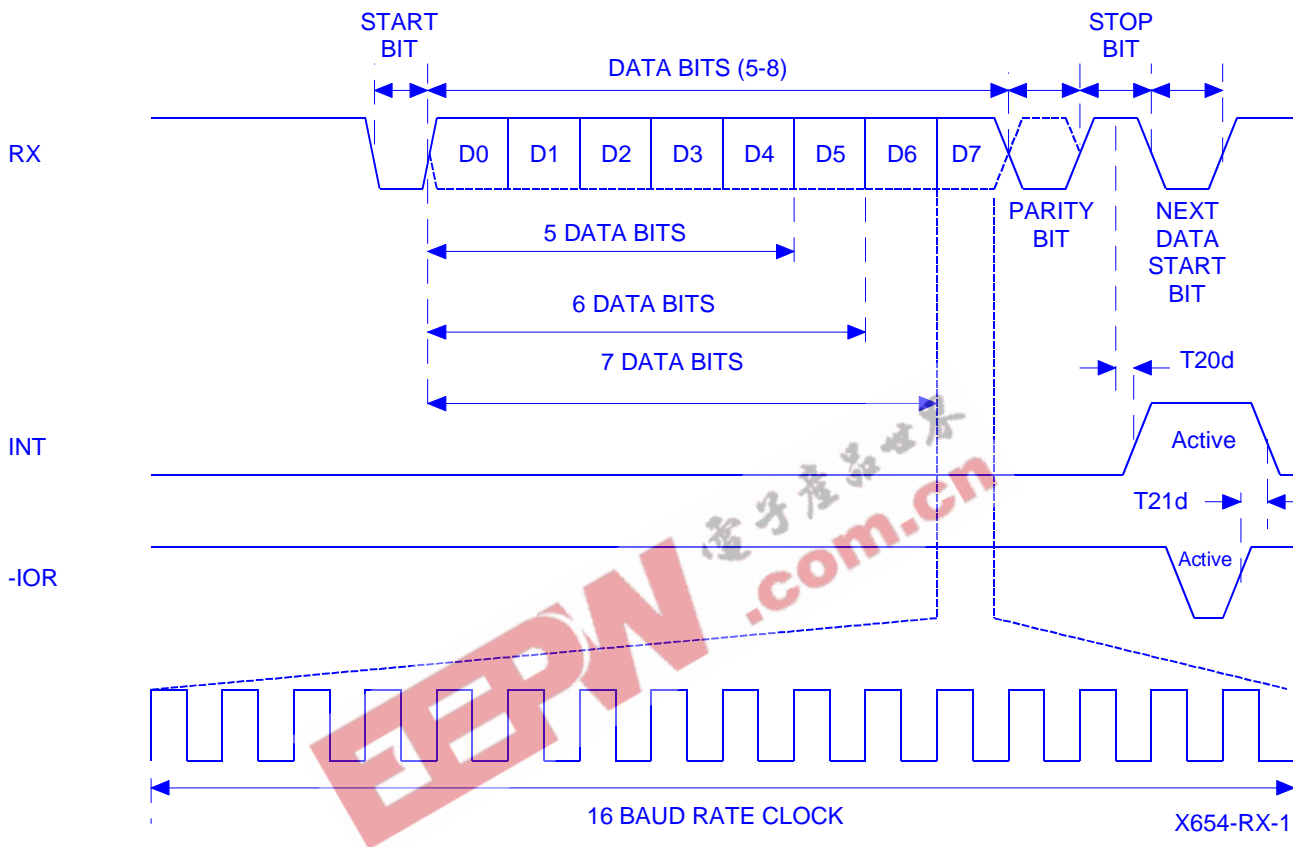 START
BIT
STOP
BIT
DATA BITS (5-8)
RX
D0 D1 D2 D3 D4 D5 D6 D7
PARITY
BIT
NEXT
DATA
START
BIT
5 DATA BITS
6 DATA BITS
7 DATA BITS
T20d
INT
Active
T21d
-IOR
Active
電子產品世界
EEPW.com.cn
16 BAUD RATE CLOCK
X654-RX-1